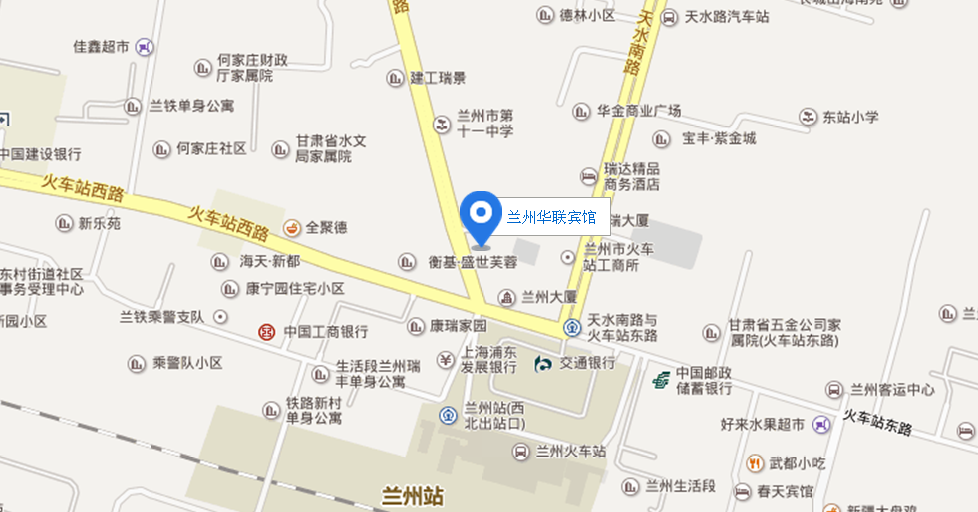 路
德林小区
天水南路
天水路汽车站
佳鑫超市
何家庄财政
厅家属院
建工瑞景
兰铁单身公寓
兰州市第
十一中学
华金商业广场
东站小学
何家庄社区
甘肃省水文
局家属院
宝丰·紫金城
中国建设银行
瑞达精品
商务酒店
火车站西路
火车站西路
新乐苑
全聚德
兰州华联宾馆
瑞大厦
兰州市火车
站工商所
海天·新都
衡基·盛世芙蓉
东村街道社区
事务受理中心
康宁园住宅小区
兰州大厦
兰铁乘警支队
新园小区
中国工商银行
康瑞家园
天水南路与
火车站东路
甘肃省五金公司家
属院(火车站东路)
乘警队小区
生活段兰州瑞
丰单身公寓
上海浦东
发展银行
交通银行
中国邮政
储蓄银行
兰州客运中心
铁路新村
单身公寓
兰州站(西
北出站口)
好来水果超市
火车站东路
兰州火车站
武都小吃
兰州站
兰州生活段
春天宾馆
新疆大盘鸡